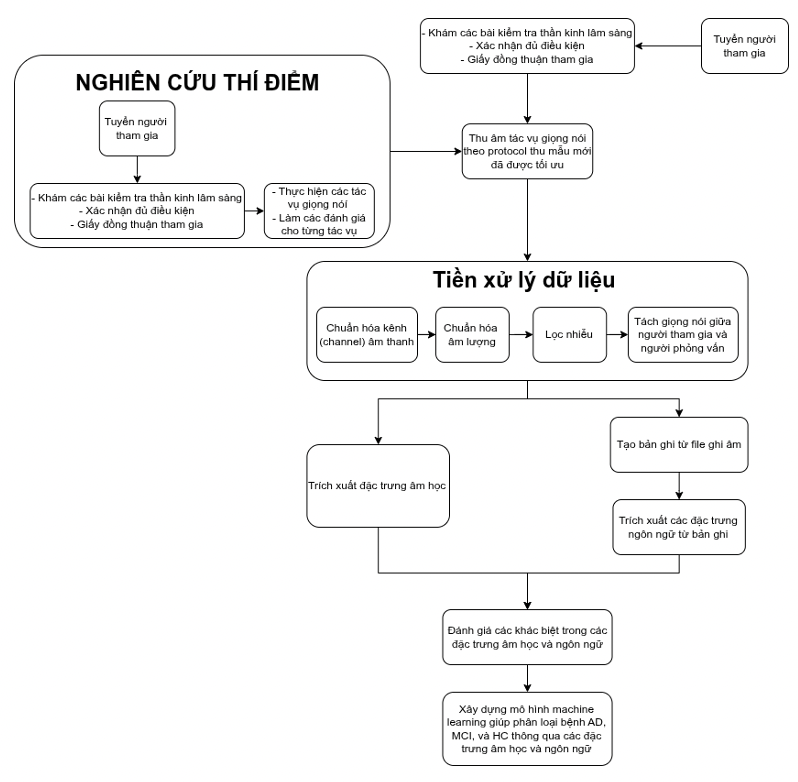 - Khám các bài kiểm tra thần kinh lâm sàng
- Xác nhận đủ điều kiện
- Giấy đồng thuận tham gia
Tuyển người
tham gia
NGHIÊN CỨU THÍ ĐIỂM
Tuyển người
tham gia
- Khám các bài kiểm tra thần kinh lâm sàng
- Xác nhận đủ điều kiện
- Giấy đồng thuận tham gia
- Thực hiện các tác
vụ giọng nói
- Làm các đánh giá
cho từng tác vụ
Thu âm tác vụ giọng nói
theo protocol thu mẫu mới
đã được tối ưu
Tiền xử lý dữ liệu
Chuẩn hóa kênh
(channel) âm thanh
Chuẩn hóa
âm lượng
Lọc nhiễu
Tách giọng nói giữa
người tham gia và
người phỏng vấn
Trích xuất đặc trưng âm học
Tạo bản ghi từ file ghi âm
Trích xuất các đặc trưng
ngôn ngữ từ bản ghi
Đánh giá các khác biệt trong các
đặc trưng âm học và ngôn ngữ
Xây dựng mô hình machine
learning giúp phân loại bệnh AD,
MCI, và HC thông qua các đặc
trưng âm học và ngôn ngữ